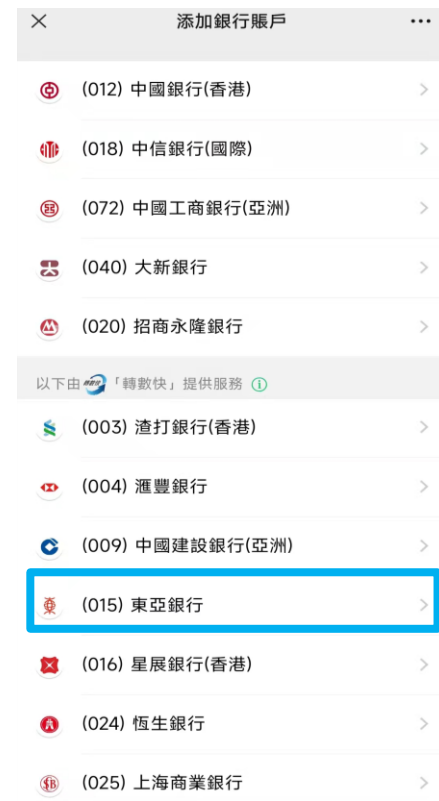 添加銀行賬戶
(012) 中國銀行(香港)
(018) 中信銀行(國際)
(072) 中國工商銀行(亞洲)
(040) 大新銀行
(020) 招商永隆銀行
以下由 轉數快「轉數快」提供服務
(003) 渣打銀行(香港)
(004) 滙豐銀行
(009) 中國建設銀行(亞洲)
(015) 東亞銀行
(016) 星展銀行(香港)
(024) 恆生銀行
(025) 上海商業銀行